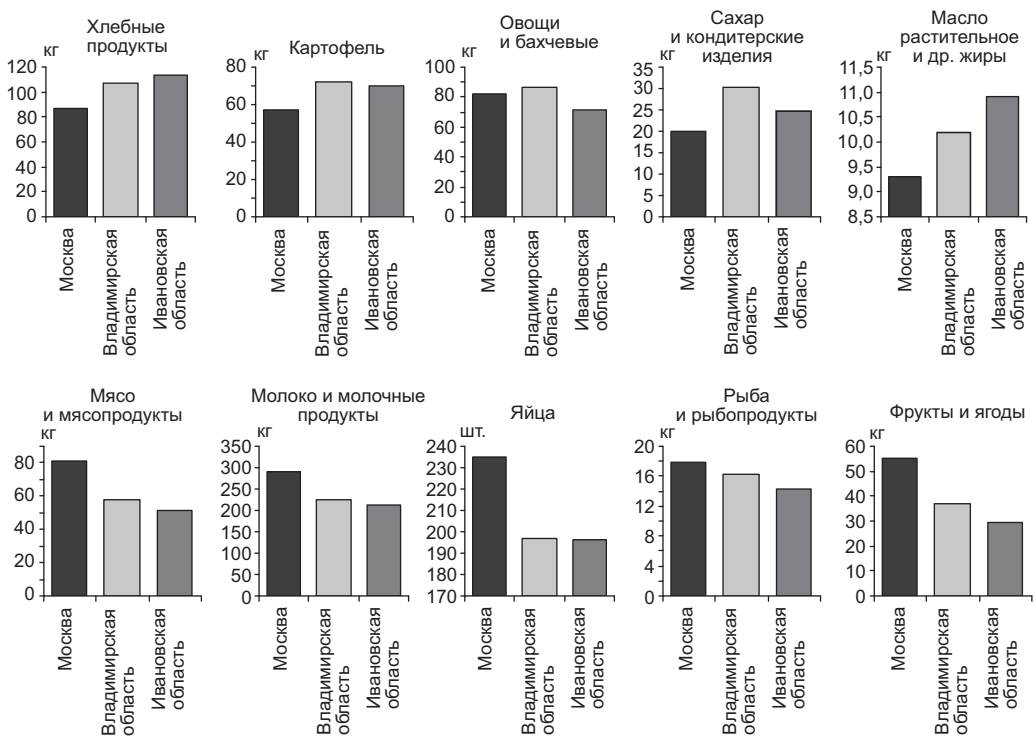 Хлебные
продукты
кг
120
100
80
60
40
20
0
Москва
Владимирская
область
Ивановская
область
Картофель
кг
80
60
40
20
0
Москва
Владимирская
область
Ивановская
область
Овощи
и бахчевые
кг
100
80
60
40
20
0
Москва
Владимирская
область
Ивановская
область
Сахар
и кондитерские
изделия
кг
35
30
25
20
15
10
5
0
Москва
Владимирская
область
Ивановская
область
Масло
растительное
и др. жиры
кг
11,5
11,0
10,5
10,0
9,5
9,0
8,5
Москва
Владимирская
область
Ивановская
область
Мясо
и мясопродукты
кг
80
60
40
20
0
Москва
Владимирская
область
Ивановская
область
Молоко и молочные
продукты
кг
350
300
250
200
150
100
50
0
Москва
Владимирская
область
Ивановская
область
Яйца
шт.
240
230
220
210
200
190
180
170
Москва
Владимирская
область
Ивановская
область
Рыба
и рыбопродукты
кг
20
16
12
8
4
0
Москва
Владимирская
область
Ивановская
область
Фрукты и ягоды
кг
60
50
40
30
20
10
0
Москва
Владимирская
область
Ивановская
область